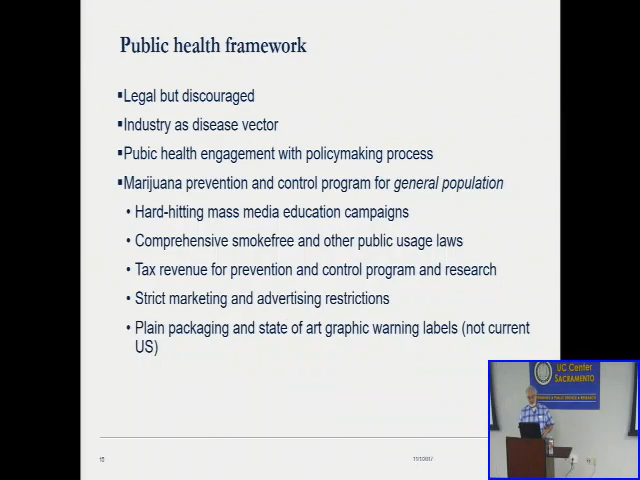 Public health framework
▪Legal but discouraged
▪Industry as disease vector
▪Pubic health engagement with policymaking process
▪Marijuana prevention and control program for general population
• Hard-hitting mass media education campaigns
• Comprehensive smokefree and other public usage laws
• Tax revenue for prevention and control program and research
• Strict marketing and advertising restrictions
• Plain packaging and state of art graphic warning labels (not current
US)
UC Center
SACRAMENTO
15